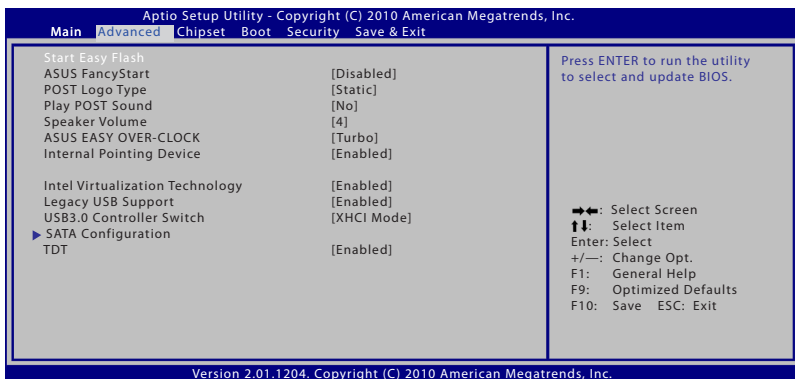 Aptio Setup Utility - Copyright (C) 2010 American Megatrends, Inc.
Main Advanced Chipset Boot Security Save & Exit
Start Easy Flash
ASUS FancyStart [Disabled]
POST Logo Type [Static]
Play POST Sound [No]
Speaker Volume [4]
ASUS EASY OVER-CLOCK [Turbo]
Internal Pointing Device [Enabled]
Intel Virtualization Technology [Enabled]
Legacy USB Support [Enabled]
USB3.0 Controller Switch [XHCI Mode]
SATA Configuration
TDT [Enabled]
Press ENTER to run the utility
to select and update BIOS.
→←: Select Screen
↑↓: Select Item
Enter: Select
+/—: Change Opt.
F1: General Help
F9: Optimized Defaults
F10: Save ESC: Exit
Version 2.01.1204. Copyright (C) 2010 American Megatrends, Inc.